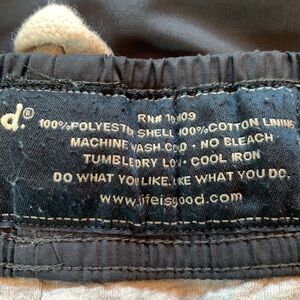 d.®
RN#
100%POLYESTER SHELL 100%COTTON LINING
MACHINE WASH COLD • NO BLEACH
TUMBLE DRY LOW • COOL IRON
DO WHAT YOU LIKE. LIKE WHAT YOU DO.
www.lifeisgood.com